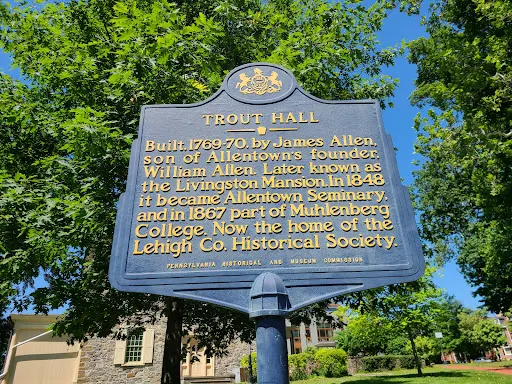 TROUT HALL
Built, 1769-70, by James Allen,
son of Allentown's founder,
William Allen. Later known as
the Livingston Mansion. In 1848
it became Allentown Seminary,
and in 1867 part of Muhlenberg
College. Now the home of the
Lehigh Co. Historical Society.
PENNSYLVANIA HISTORICAL AND MUSEUM COMMISSION